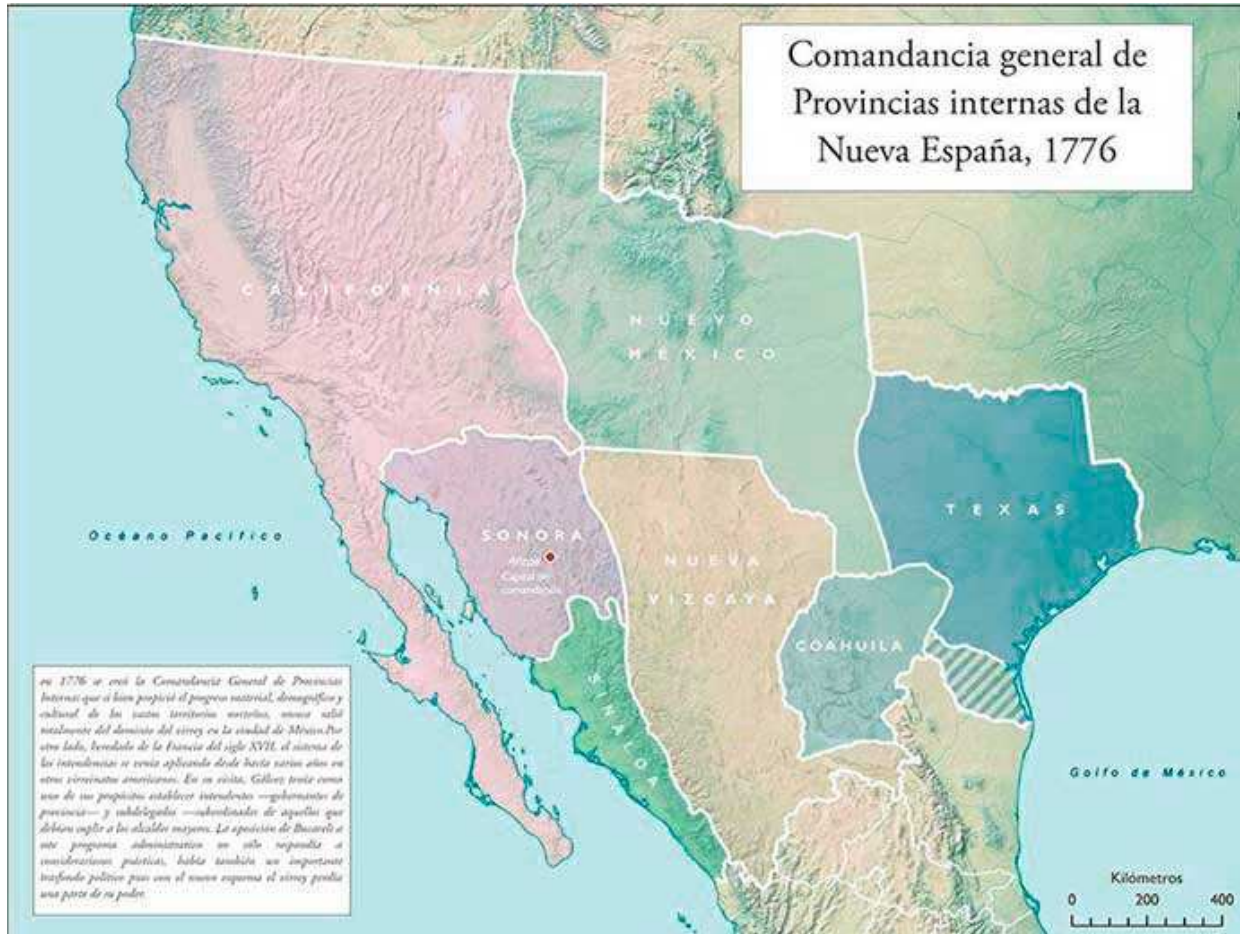 Comandancia general de
Provincias internas de la
Nueva España, 1776
CALIFORNIA
NUEVO
MÉXICO
TEXAS
Océano Pacífico
SONORA
Arizpe
Capital de
comandancia
NUEVA
VIZCAYA
COAHUILA
SINALOA
en 1776 se creó la Comandancia General de Provincias
Internas que si bien propició el progreso material, demográfico y
cultural de los vastos territorios norteños, nunca salió
totalmente del dominio del virrey en la ciudad de México.Por
otro lado, heredado de la Francia del siglo XVII, el sistema de
las intendencias se venía aplicando desde hacía varios años en
otros virreinatos americanos. En su visita, Gálvez tenía como
uno de sus propósitos establecer intendentes —gobernantes de
provincia— y subdelegados —subordinados de aquellos que
debían suplir a los alcaldes mayores. La oposición de Bucareli a
este programa administrativo no sólo respondía a
consideraciones prácticas, había también un importante
trasfondo político pues con el nuevo esquema el virrey perdía
una parte de su poder.
Golfo de México
Kilómetros
0 200 400